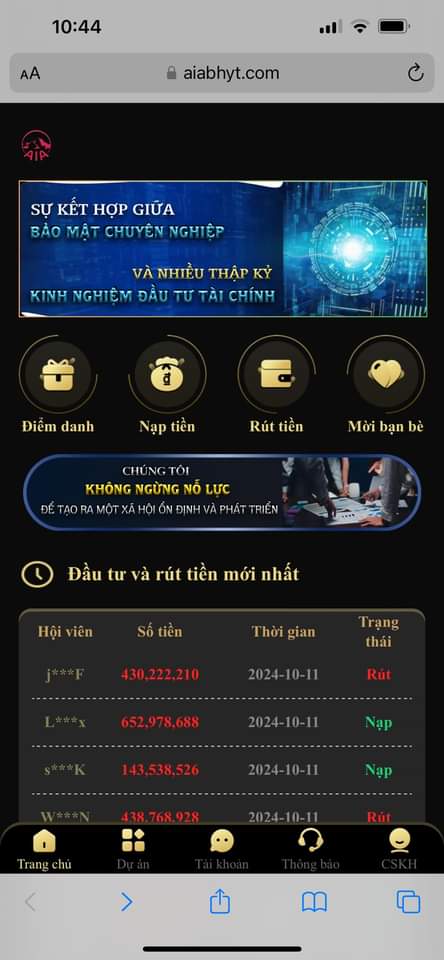 10:44
AA
aiabhyt.com
AIA
SỰ KẾT HỢP GIỮA
BẢO MẬT CHUYÊN NGHIỆP
VÀ NHIỀU THẬP KỶ
KINH NGHIỆM ĐẦU TƯ TÀI CHÍNH
đ
Điểm danh
Nạp tiền
Rút tiền
Mời bạn bè
CHÚNG TÔI
KHÔNG NGỪNG NỖ LỰC
ĐỂ TẠO RA MỘT XÃ HỘI ỔN ĐỊNH VÀ PHÁT TRIỂN
Đầu tư và rút tiền mới nhất
Hội viên Số tiền Thời gian Trạng thái
j***F 430,222,210 2024-10-11 Rút
L***x 652,978,688 2024-10-11 Nạp
s***K 143,538,526 2024-10-11 Nạp
W***N 438,768,928 2024-10-11 Rút
Trang chủ
Dự án
Tài khoản
Thông báo
CSKH